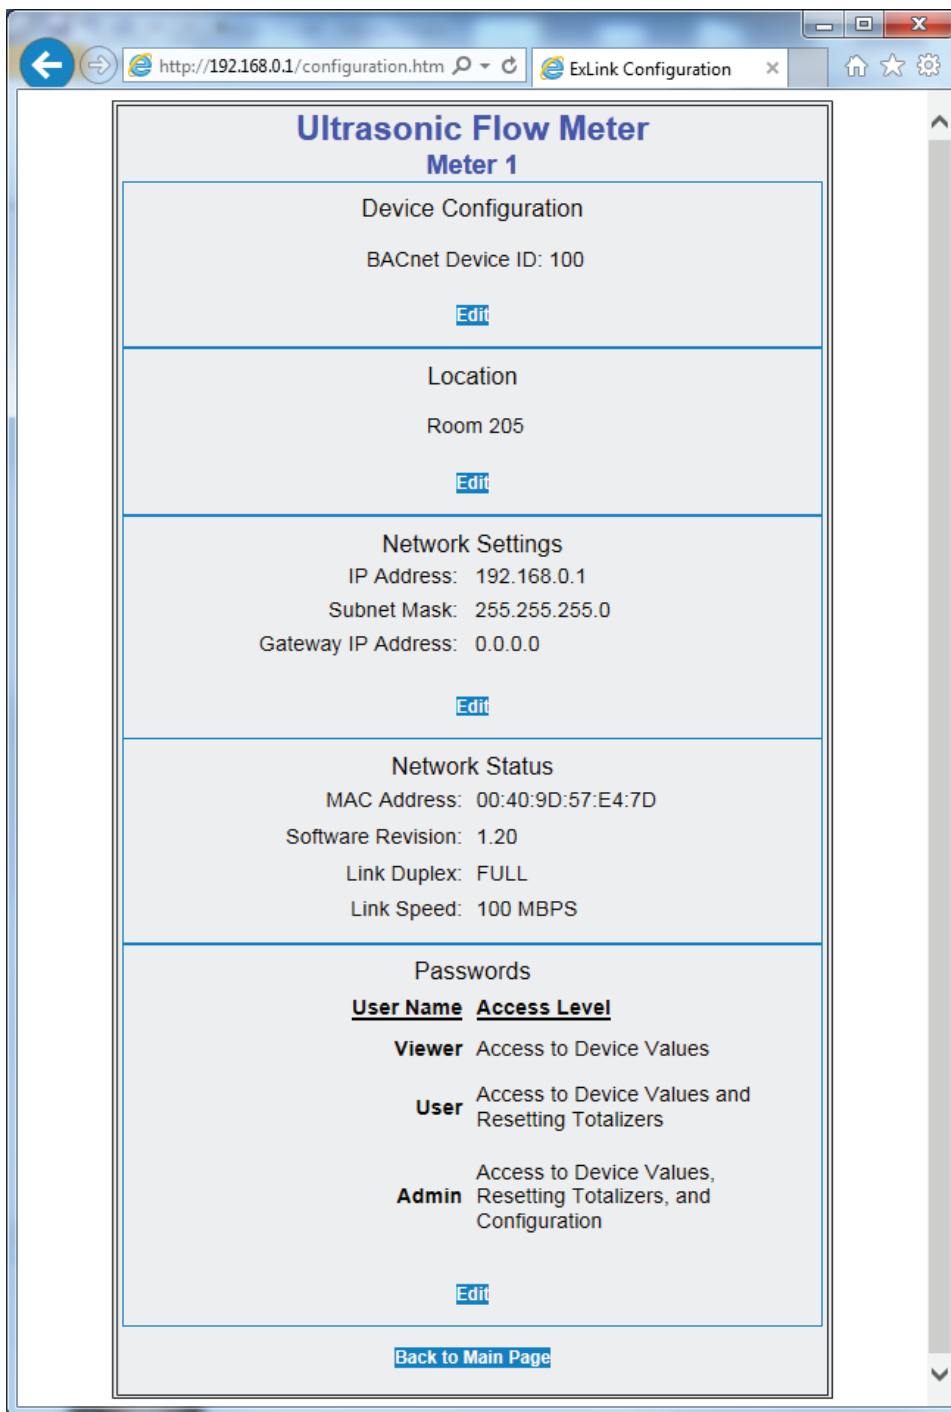 http://192.168.0.1/configuration.htm
ExLink Configuration
Ultrasonic Flow Meter
Meter 1
Device Configuration
BACnet Device ID: 100
Edit
Location
Room 205
Edit
Network Settings
IP Address: 192.168.0.1
Subnet Mask: 255.255.255.0
Gateway IP Address: 0.0.0.0
Edit
Network Status
MAC Address: 00:40:9D:57:E4:7D
Software Revision: 1.20
Link Duplex: FULL
Link Speed: 100 MBPS
Passwords
User Name Access Level
Viewer Access to Device Values
User Access to Device Values and
Resetting Totalizers
Access to Device Values,
Admin Resetting Totalizers, and
Configuration
Edit
Back to Main Page